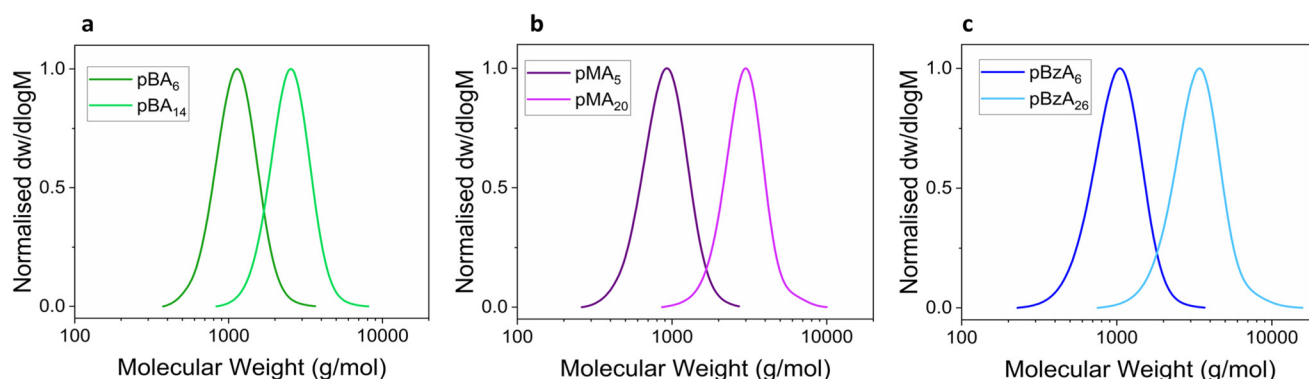 a
Normalised dw/dlogM
1.0
0.5
0.0
pBA₆
pBA₁₄
100
1000
10000
Molecular Weight (g/mol)
b
Normalised dw/dlogM
1.0
0.5
0.0
pMA₅
pMA₂₀
100
1000
10000
Molecular Weight (g/mol)
c
Normalised dw/dlogM
1.0
0.5
0.0
pBzA₆
pBzA₂₆
100
1000
10000
Molecular Weight (g/mol)